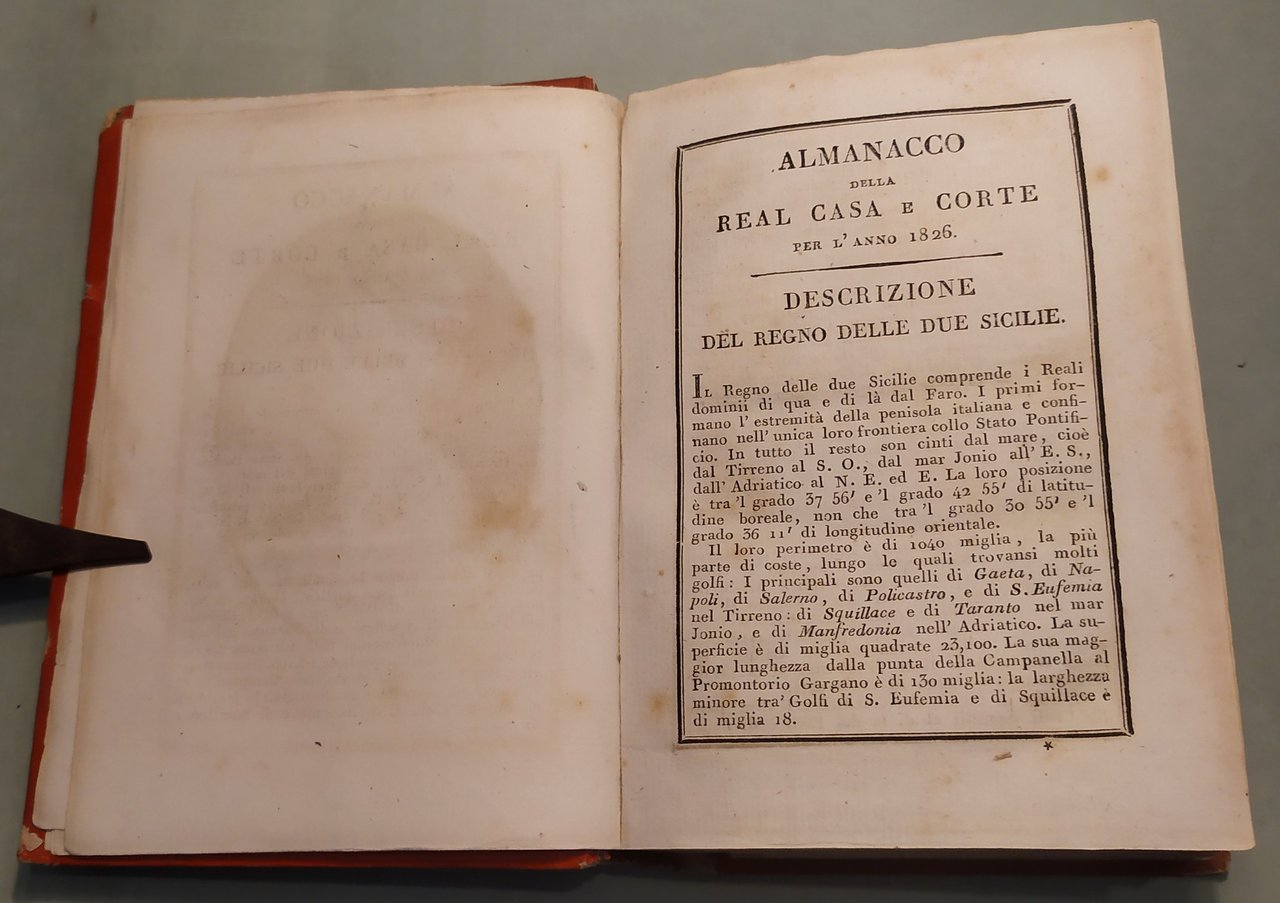 ALMANACCO
DELLA
REAL CASA E CORTE
PER L' ANNO 1826.
DESCRIZIONE
DEL REGNO DELLE DUE SICILIE.
IL Regno delle due Sicilie comprende i Reali
dominii di qua e di là dal Faro. I primi for-
mano l' estremità della penisola italiana e confi-
nano nell' unica loro frontiera collo Stato Pontifi-
cio. In tutto il resto son cinti dal mare, cioè
dal Tirreno al S. O., dal mar Jonio all' E. S.,
dall' Adriatico al N. E. ed E. La loro posizione
è tra 'l grado 37 56' e 'l grado 42 55' di latitu-
dine boreale, non che tra 'l grado 30 55' e 'l
grado 36 11' di longitudine orientale.
Il loro perimetro è di 1040 miglia, la più
parte di coste, lungo le quali trovansi molti
golfi: I principali sono quelli di Gaeta, di Na-
poli, di Salerno, di Policastro, e di S. Eufemia
nel Tirreno: di Squillace e di Taranto nel mar
Jonio, e di Manfredonia nell' Adriatico. La su-
perficie è di miglia quadrate 23,100. La sua mag-
gior lunghezza dalla punta della Campanella al
Promontorio Gargano è di 130 miglia: la larghezza
minore tra' Golfi di S. Eufemia e di Squillace è
di miglia 18.
*